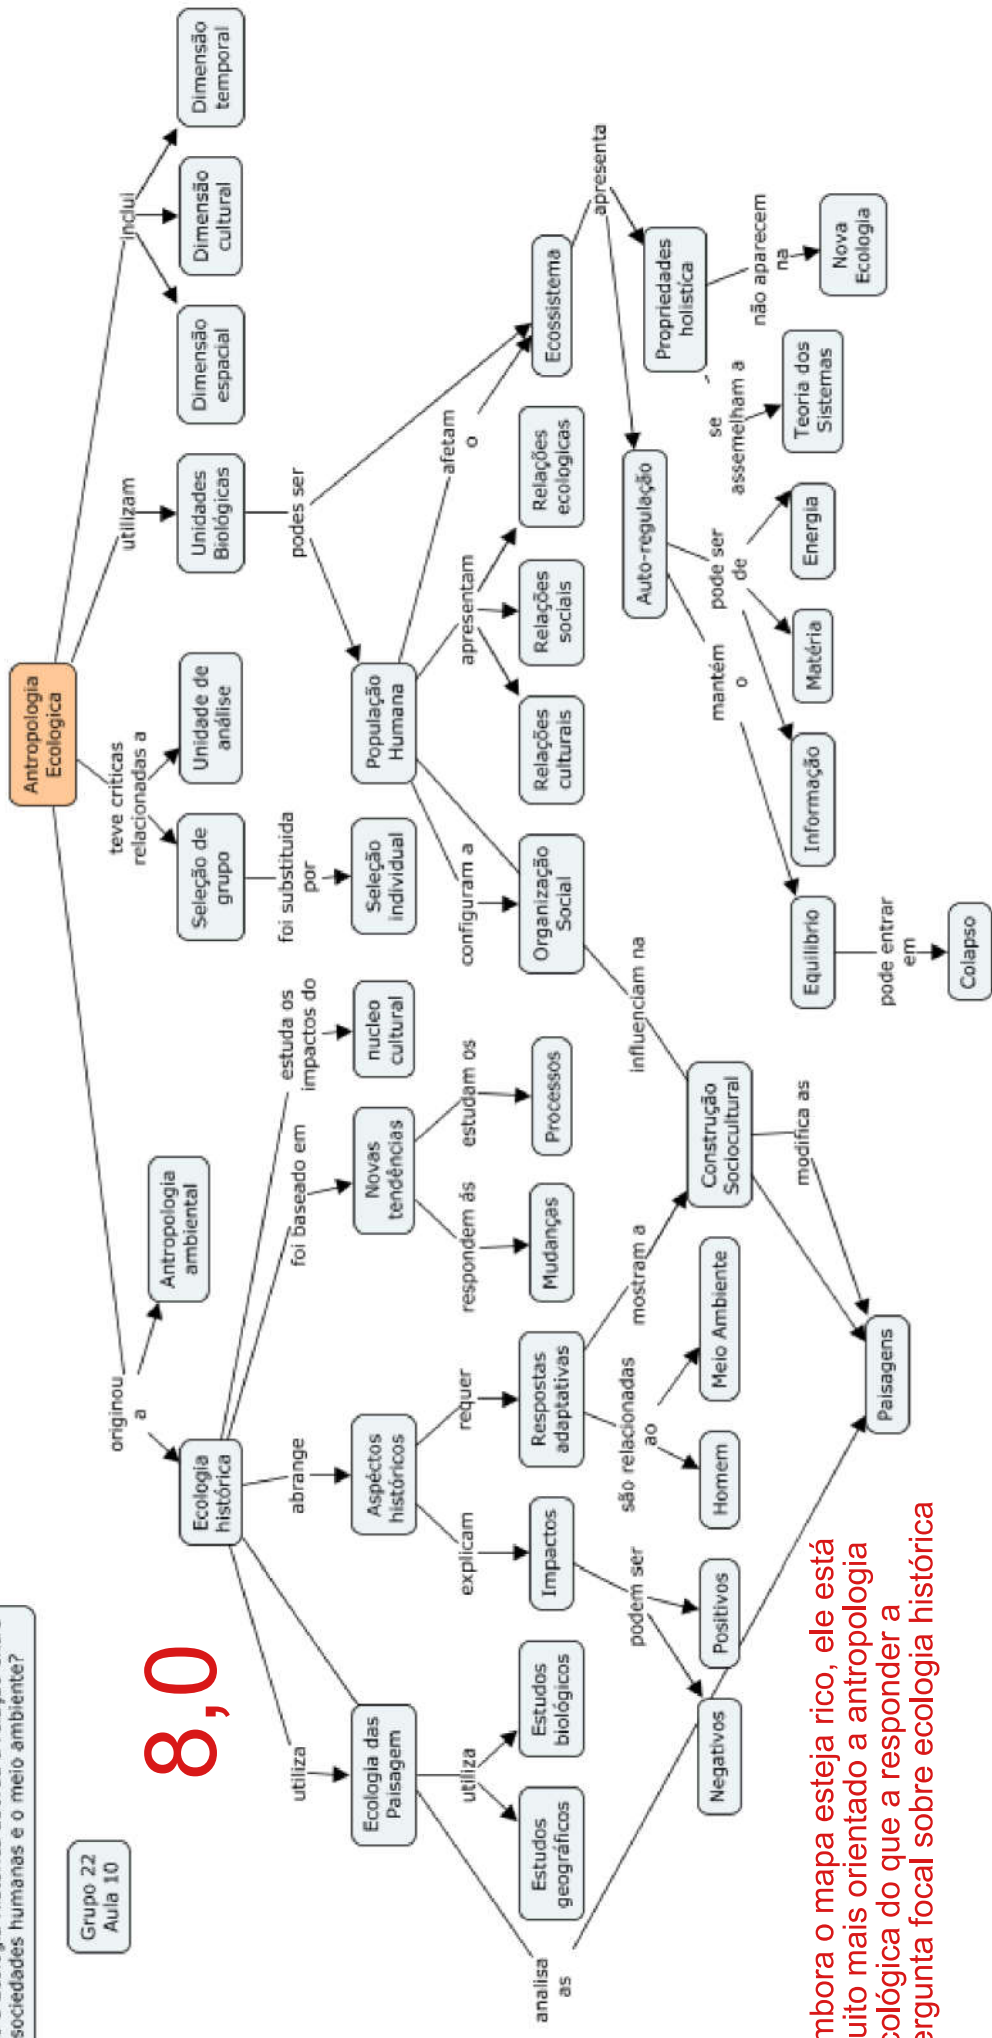 sociedades humanas e o meio ambiente?
Grupo 22
Aula 10
8,0
Antropologia
Ecologica
originou
a
teve criticas
relacionadas a
utilizam
inclui
Antropologia
ambiental
Ecologia
histórica
Seleção de
grupo
Unidade de
análise
Unidades
Biológicas
Dimensão
espacial
Dimensão
cultural
Dimensão
temporal
utiliza
abrange
foi baseado em
estuda os
impactos do
foi substituida
por
podes ser
Ecologia das
Paisagem
Aspéctos
históricos
Novas
tendências
nucleo
cultural
Seleção
individual
População
Humana
analisa
as
utiliza
explicam
requer
respondem ás
estudam os
configuram a
apresentam
afetam
o
Estudos
geográficos
Estudos
biológicos
Impactos
Respostas
adaptativas
Mudanças
Processos
Organização
Social
Relações
culturais
Relações
sociais
Relações
ecologicas
Ecossistema
podem ser
são relacionadas
ao
mostram a
influenciam na
apresenta
Negativos
Positivos
Homem
Meio Ambiente
Construção
Sociocultural
Auto-regulação
Propriedades
holistíca
modifica as
mantém
o
pode ser
de
se
assemelham a
não aparecem
na
Paisagens
Equilibrio
Informação
Matéria
Energia
Teoria dos
Sistemas
Nova
Ecologia
pode entrar
em
Colapso
mbora o mapa esteja rico, ele está
uito mais orientado a antropologia
cológica do que a responder a
ergunta focal sobre ecologia histórica